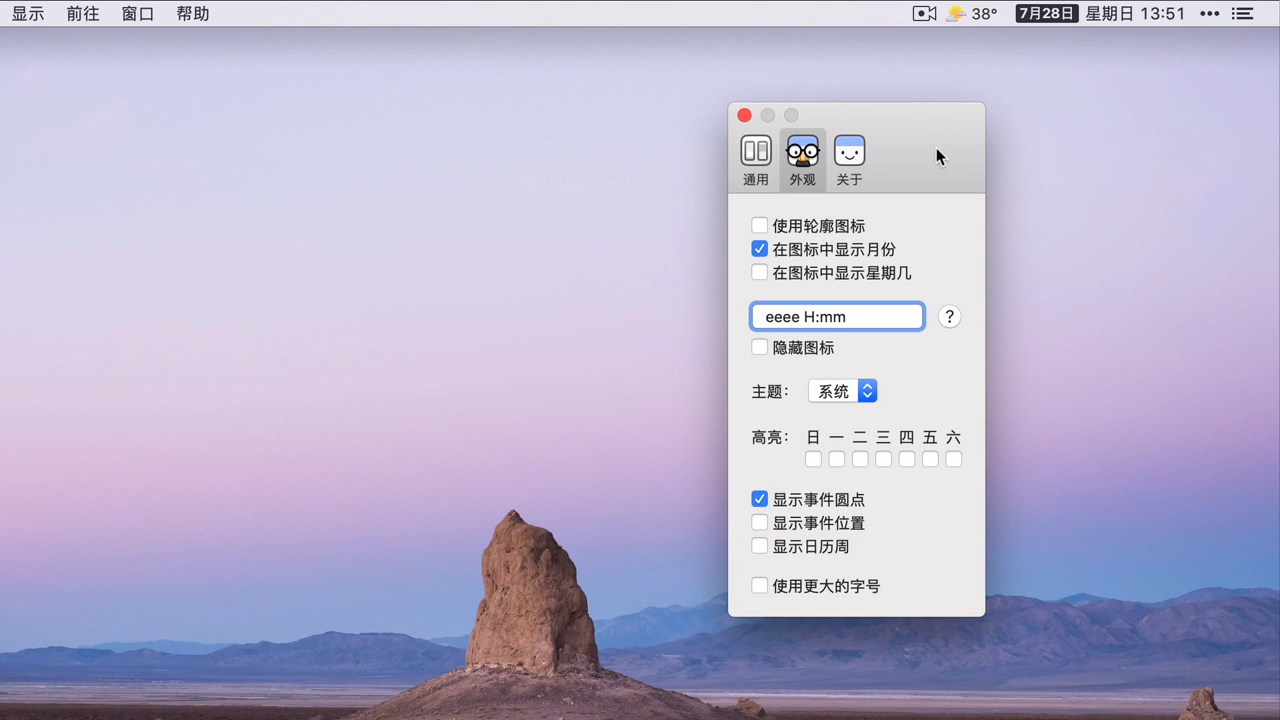 显示 前往 窗口 帮助 38° 7月28日 星期日 13:51
通用 外观 关于
使用轮廓图标
在图标中显示月份
在图标中显示星期几
eeee H:mm ?
隐藏图标
主题： 系统
高亮： 日 一 二 三 四 五 六
显示事件圆点
显示事件位置
显示日历周
使用更大的字号